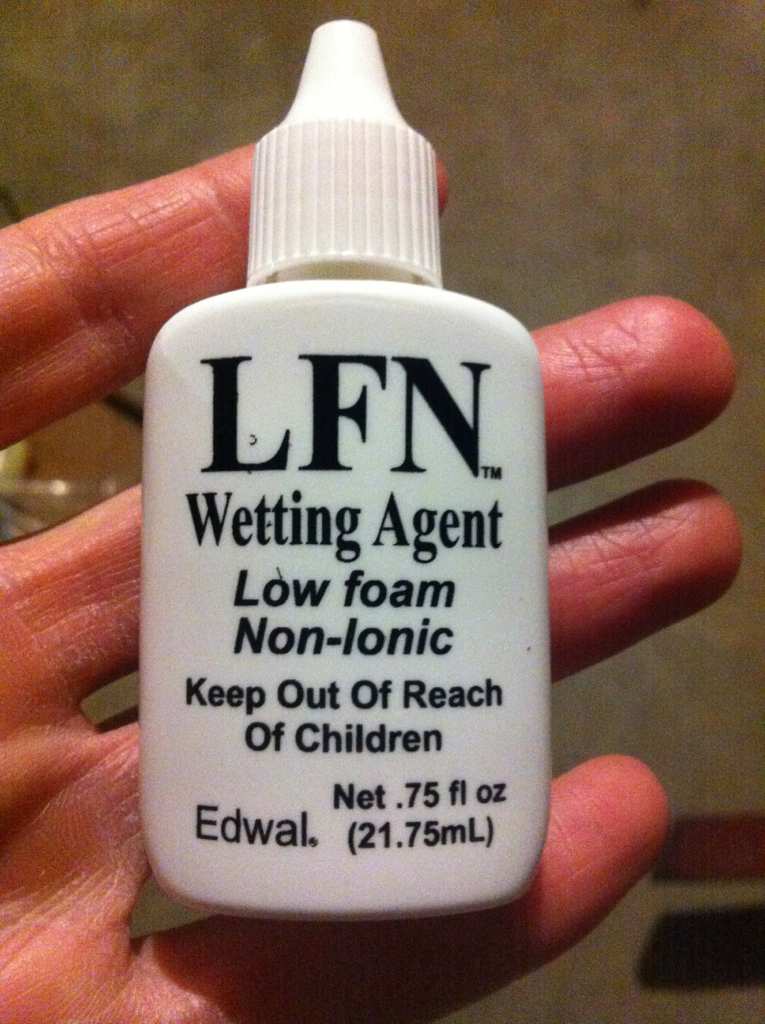 LFN™
Wetting Agent
Low foam
Non-Ionic
Keep Out Of Reach
Of Children
Edwal® Net .75 fl oz
(21.75mL)